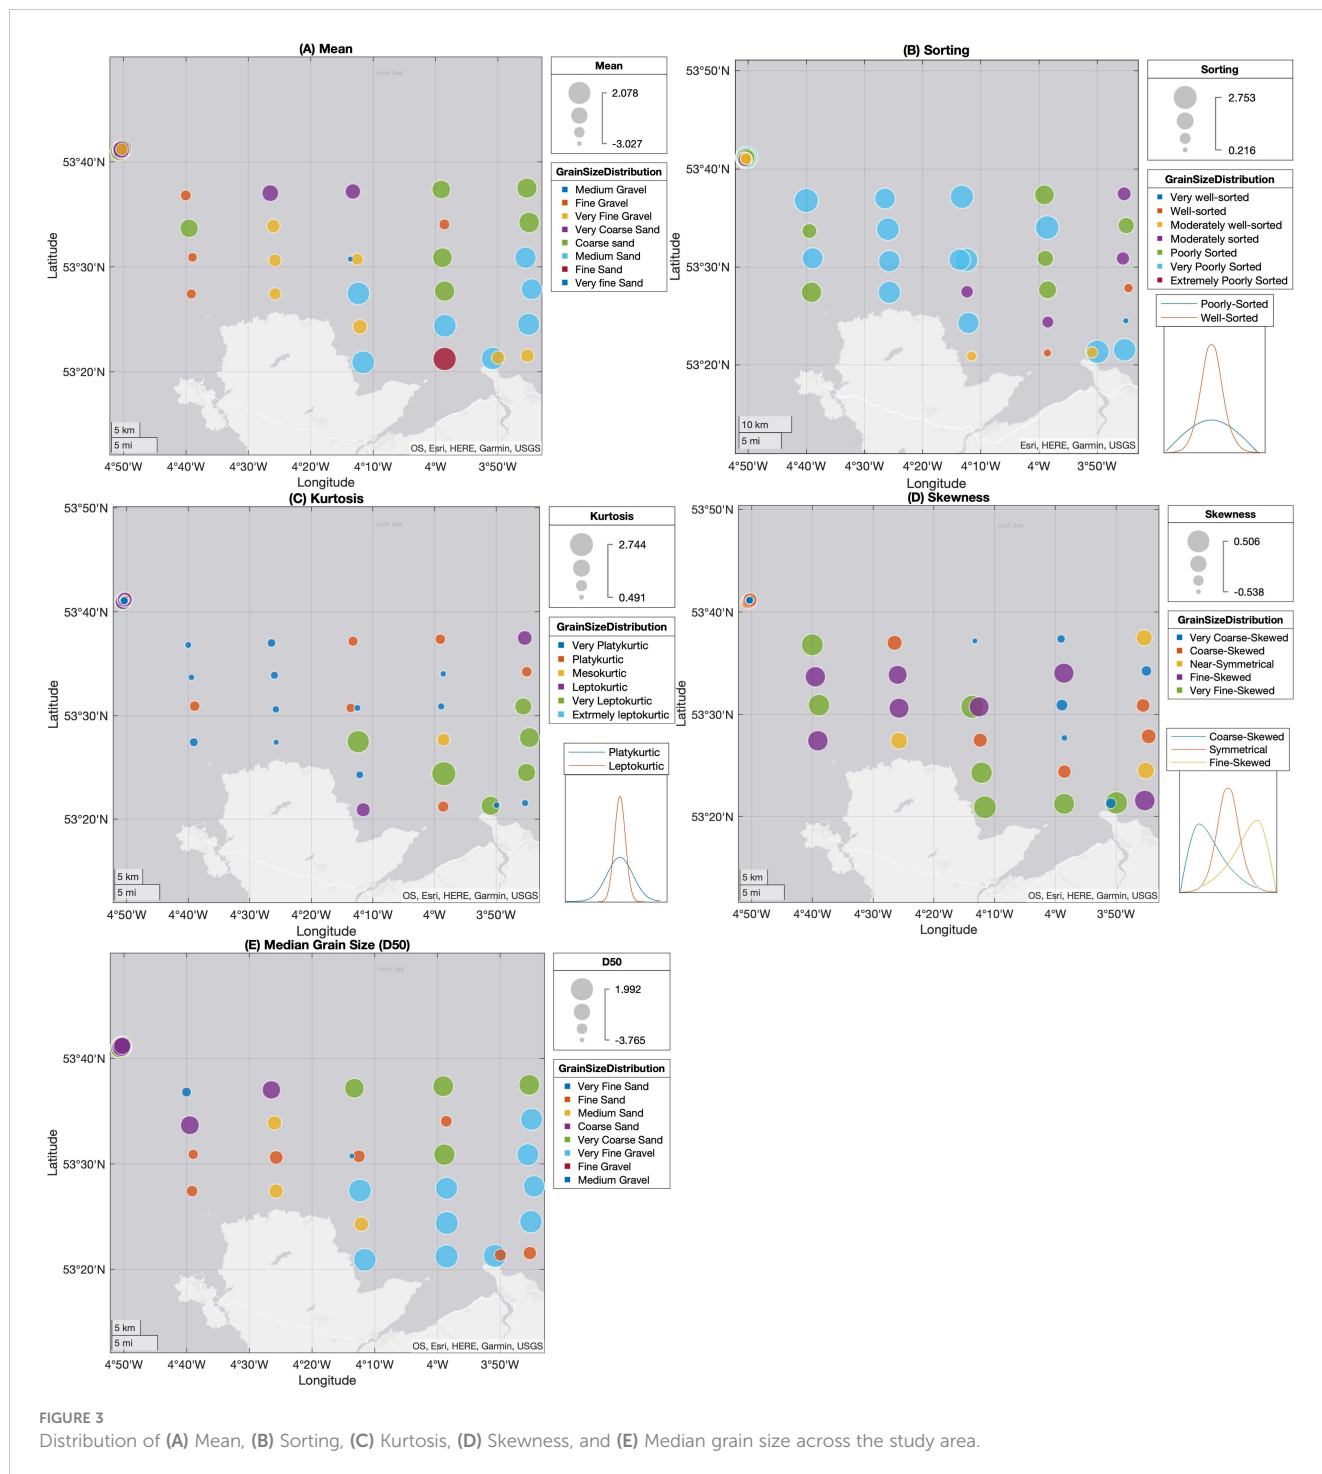 (A) Mean
Irish Sea
53°40'N
53°30'N
53°20'N
Latitude
5 km
5 mi
OS, Esri, HERE, Garmin, USGS
4°50'W 4°40'W 4°30'W 4°20'W 4°10'W 4°W 3°50'W
Longitude
Mean
2.078
-3.027
GrainSizeDistribution
Medium Gravel
Fine Gravel
Very Fine Gravel
Very Coarse Sand
Coarse sand
Medium Sand
Fine Sand
Very fine Sand
(B) Sorting
53°50'N
53°40'N
53°30'N
53°20'N
Latitude
10 km
5 mi
Esri, HERE, Garmin, USGS
4°50'W 4°40'W 4°30'W 4°20'W 4°10'W 4°W 3°50'W
Longitude
Sorting
2.753
0.216
GrainSizeDistribution
Very well-sorted
Well-sorted
Moderately well-sorted
Moderately sorted
Poorly Sorted
Very Poorly Sorted
Extremely Poorly Sorted
Poorly-Sorted
Well-Sorted
(C) Kurtosis
Irish Sea
53°50'N
53°40'N
53°30'N
53°20'N
Latitude
5 km
5 mi
OS, Esri, HERE, Garmin, USGS
4°50'W 4°40'W 4°30'W 4°20'W 4°10'W 4°W 3°50'W
Longitude
Kurtosis
2.744
0.491
GrainSizeDistribution
Very Platykurtic
Platykurtic
Mesokurtic
Leptokurtic
Very Leptokurtic
Extrmely leptokurtic
Platykurtic
Leptokurtic
(D) Skewness
Irish Sea
53°50'N
53°40'N
53°30'N
53°20'N
Latitude
5 km
5 mi
OS, Esri, HERE, Garmin, USGS
4°50'W 4°40'W 4°30'W 4°20'W 4°10'W 4°W 3°50'W
Longitude
Skewness
0.506
-0.538
GrainSizeDistribution
Very Coarse-Skewed
Coarse-Skewed
Near-Symmetrical
Fine-Skewed
Very Fine-Skewed
Coarse-Skewed
Symmetrical
Fine-Skewed
(E) Median Grain Size (D50)
Irish Sea
53°40'N
53°30'N
53°20'N
Latitude
5 km
5 mi
OS, Esri, HERE, Garmin, USGS
4°50'W 4°40'W 4°30'W 4°20'W 4°10'W 4°W 3°50'W
Longitude
D50
1.992
-3.765
GrainSizeDistribution
Very Fine Sand
Fine Sand
Medium Sand
Coarse Sand
Very Coarse Sand
Very Fine Gravel
Fine Gravel
Medium Gravel
FIGURE 3
Distribution of (A) Mean, (B) Sorting, (C) Kurtosis, (D) Skewness, and (E) Median grain size across the study area.